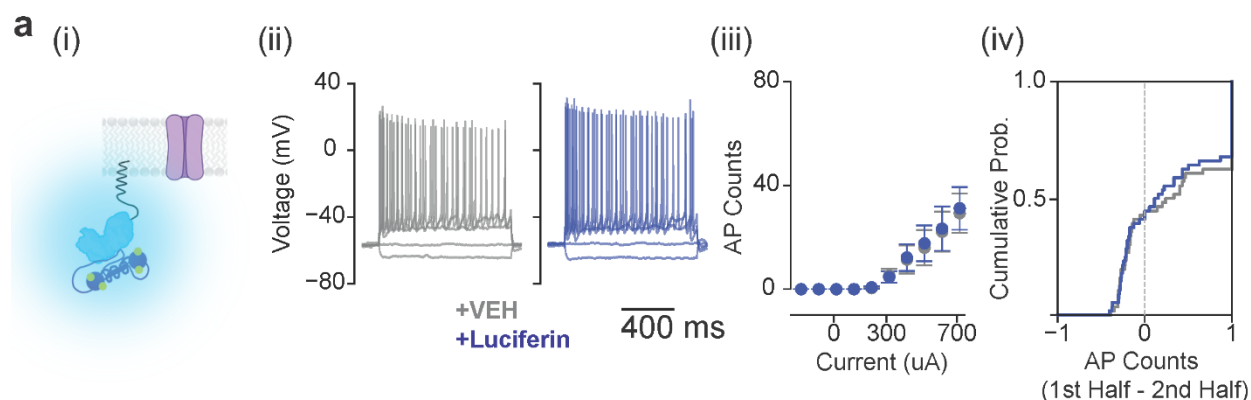 a (i)
(ii)
Voltage (mV)
40
0
−40
−80
+VEH
+Luciferin
400 ms
(iii)
AP Counts
80
40
0
0 300 700
Current (uA)
(iv)
Cumulative Prob.
1.0
0.5
−1 0 1
AP Counts
(1st Half - 2nd Half)